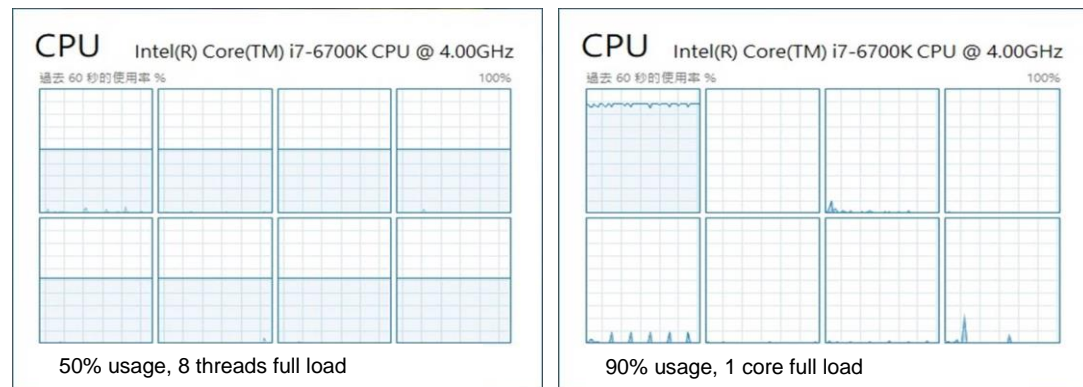 CPU
Intel(R) Core(TM) i7-6700K CPU @ 4.00GHz
過去 60 秒的使用率 %
100%
50% usage, 8 threads full load
CPU
Intel(R) Core(TM) i7-6700K CPU @ 4.00GHz
過去 60 秒的使用率 %
100%
90% usage, 1 core full load